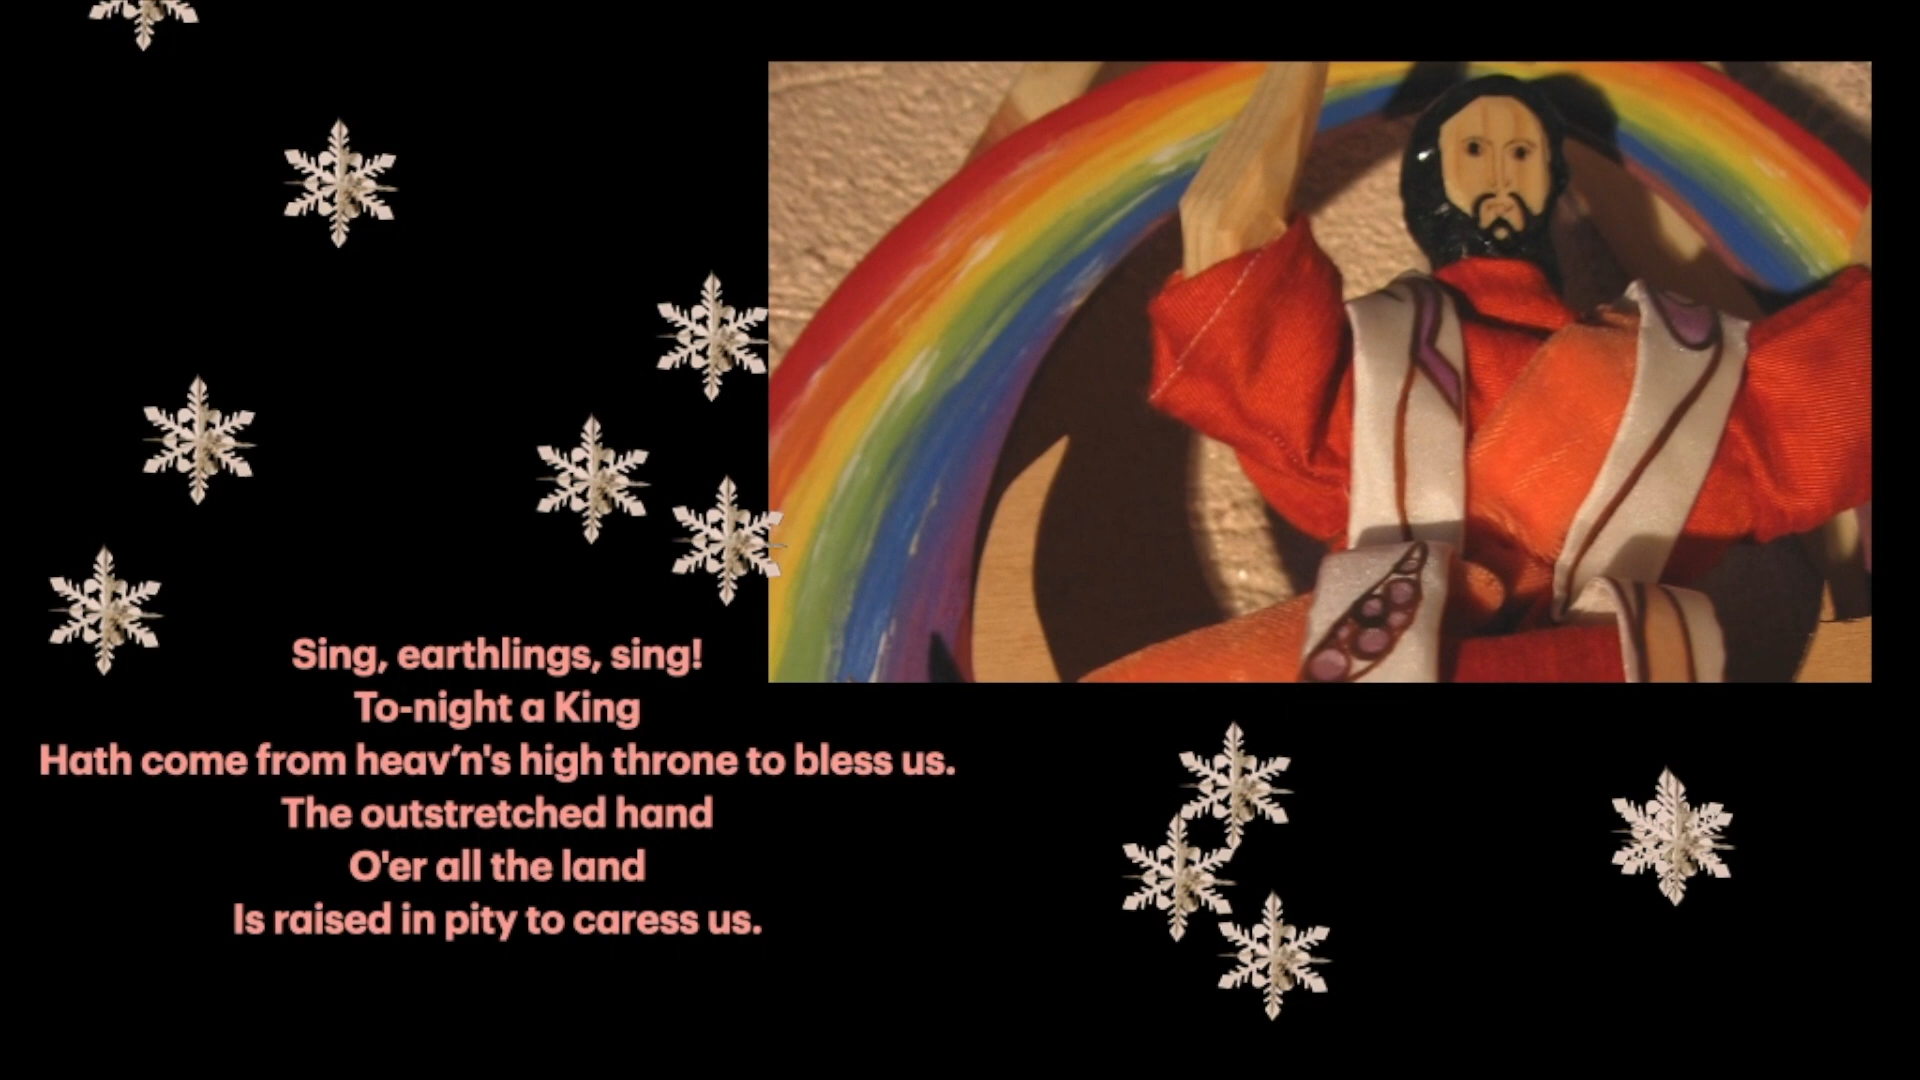 Sing, earthlings, sing!
To-night a King
Hath come from heav’n's high throne to bless us.
The outstretched hand
O'er all the land
Is raised in pity to caress us.